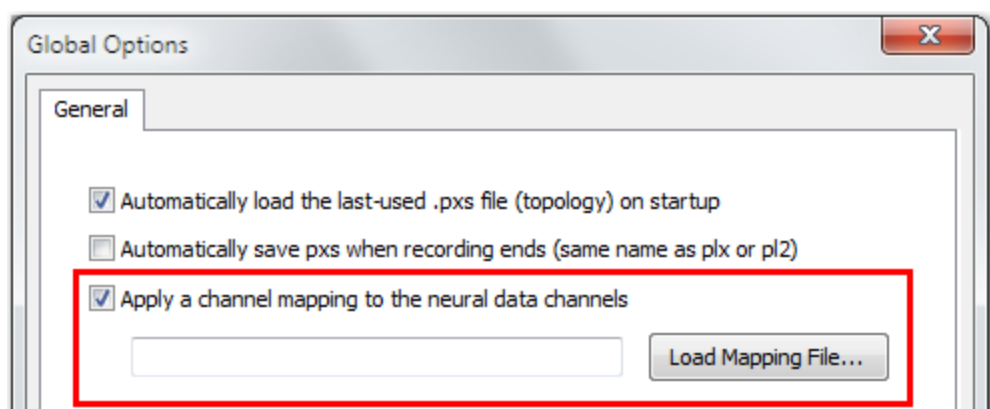 Global Options
General
Automatically load the last-used .pxs file (topology) on startup
Automatically save pxs when recording ends (same name as plx or pl2)
Apply a channel mapping to the neural data channels
Load Mapping File...